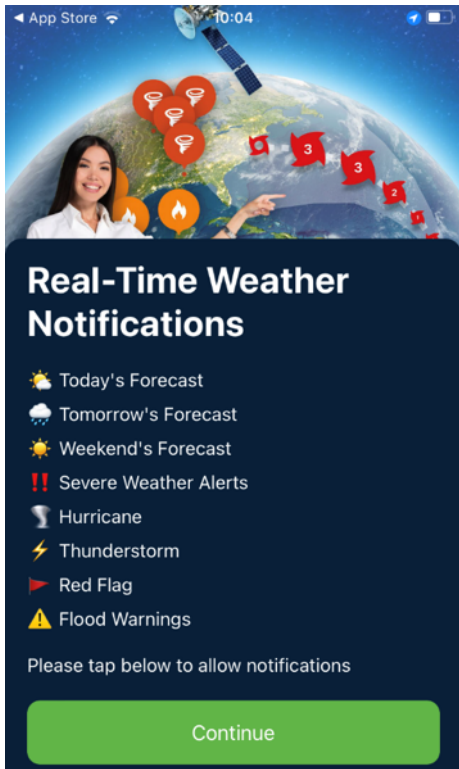 App Store
10:04
3
3
2
1
Real-Time Weather
Notifications
Today's Forecast
Tomorrow's Forecast
Weekend's Forecast
Severe Weather Alerts
Hurricane
Thunderstorm
Red Flag
Flood Warnings
Please tap below to allow notifications
Continue